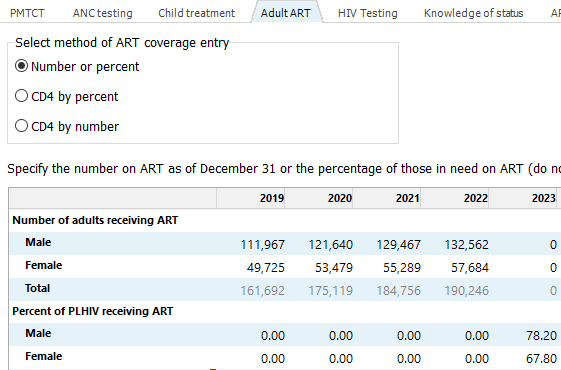 PMTCT ANC testing Child treatment Adult ART HIV Testing Knowledge of status
Select method of ART coverage entry
Number or percent
CD4 by percent
CD4 by number
Specify the number on ART as of December 31 or the percentage of those in need on ART (do
2019 2020 2021 2022 2023
Number of adults receiving ART
Male 111,967 121,640 129,467 132,562 0
Female 49,725 53,479 55,289 57,684 0
Total 161,692 175,119 184,756 190,246 0
Percent of PLHIV receiving ART
Male 0.00 0.00 0.00 0.00 78.20
Female 0.00 0.00 0.00 0.00 67.80